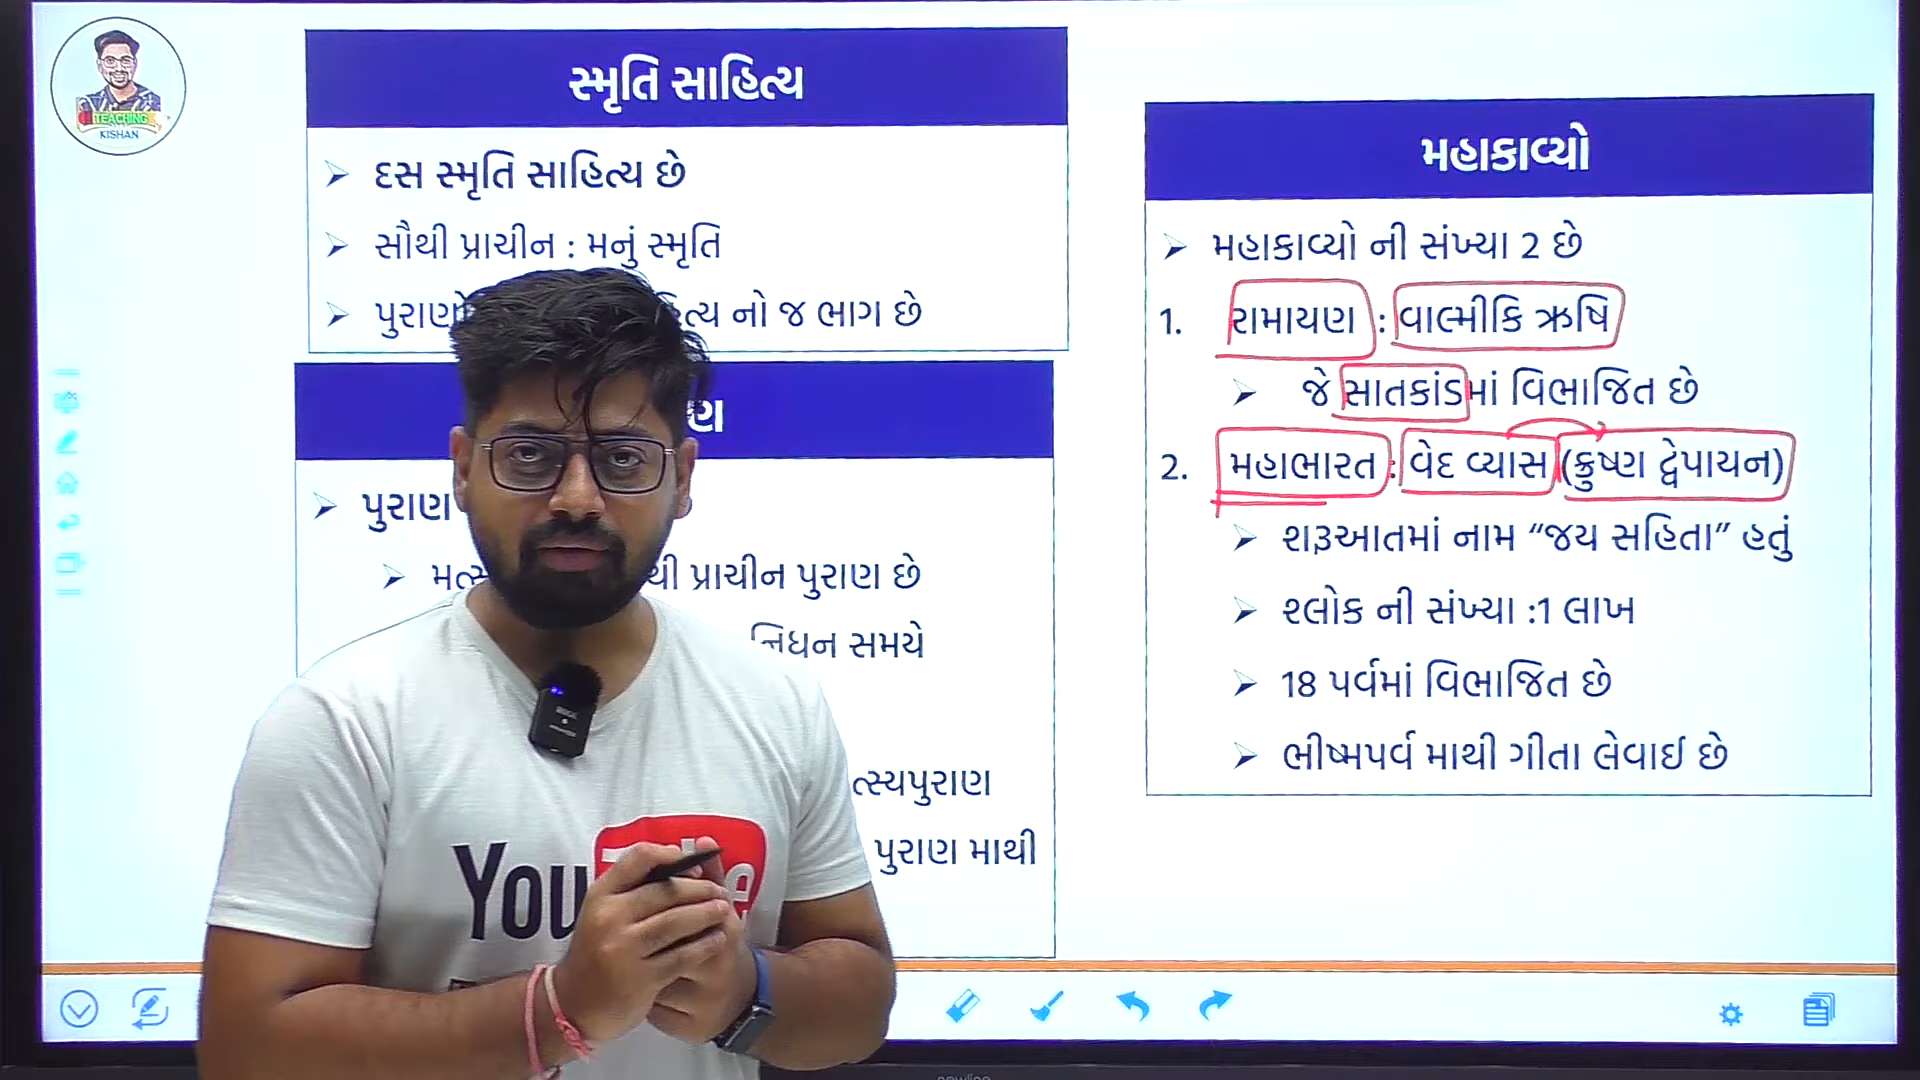 TEACHING
KISHAN
સ્મૃતિ સાહિત્ય
➢ દસ સ્મૃતિ સાહિત્ય છે
➢ સૌથી પ્રાચીન : મનું સ્મૃતિ
➢ પુરાણો નો જ ભાગ છે
➢ પુરાણ
➢ પ્રાચીન પુરાણ છે
નિધન સમયે
પુરાણ માથી
મહાકાવ્યો
➢ મહાકાવ્યો ની સંખ્યા 2 છે
1. રામાયણ : વાલ્મીકિ ઋષિ
➢ જે સાતકાંડમાં વિભાજિત છે
2. મહાભારત : વેદ વ્યાસ (ક્રુષ્ણ દ્વેપાયન)
➢ શરૂઆતમાં નામ “જય સહિતા” હતું
➢ શ્લોક ની સંખ્યા :1 લાખ
➢ 18 પર્વમાં વિભાજિત છે
➢ ભીષ્મપર્વ માથી ગીતા લેવાઈ છે
You